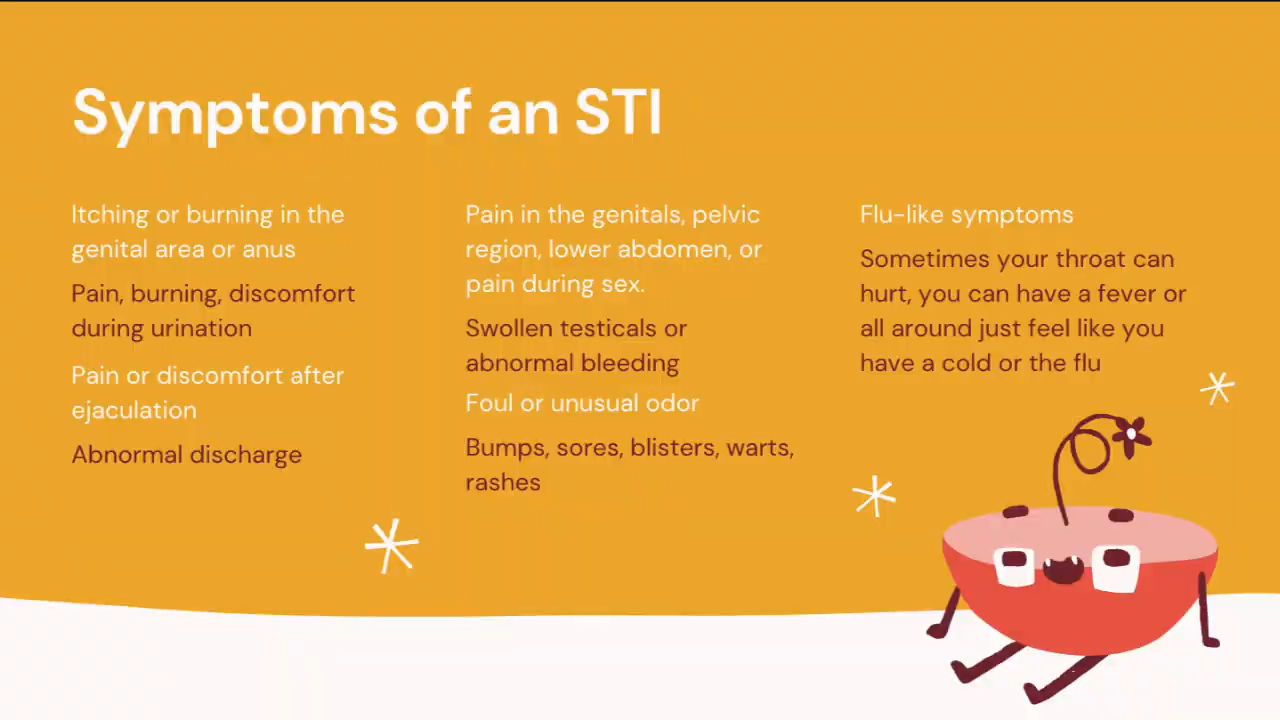 Symptoms of an STI
Itching or burning in the
genital area or anus
Pain, burning, discomfort
during urination
Pain or discomfort after
ejaculation
Abnormal discharge
Pain in the genitals, pelvic
region, lower abdomen, or
pain during sex.
Swollen testicals or
abnormal bleeding
Foul or unusual odor
Bumps, sores, blisters, warts,
rashes
Flu-like symptoms
Sometimes your throat can
hurt, you can have a fever or
all around just feel like you
have a cold or the flu